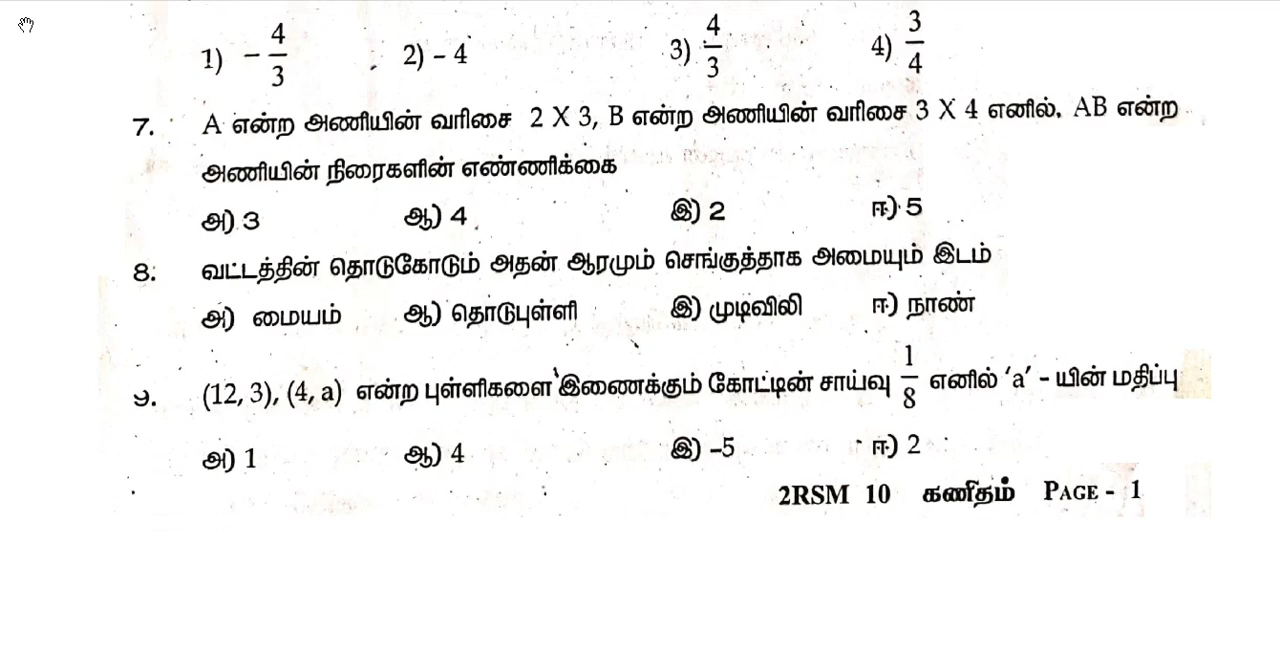 1) − 4/3 2) – 4 3) 4/3 4) 3/4
7. A என்ற அணியின் வரிசை 2 X 3, B என்ற அணியின் வரிசை 3 X 4 எனில், AB என்ற
அணியின் நிரைகளின் எண்ணிக்கை
அ) 3 ஆ) 4 இ) 2 ஈ) 5
8. வட்டத்தின் தொடுகோடும் அதன் ஆரமும் செங்குத்தாக அமையும் இடம்
அ) மையம் ஆ) தொடுபுள்ளி இ) முடிவிலி ஈ) நாண்
9. (12, 3), (4, a) என்ற புள்ளிகளை இணைக்கும் கோட்டின் சாய்வு 1/8 எனில் 'a' – யின் மதிப்பு
அ) 1 ஆ) 4 இ) –5 ஈ) 2
2RSM 10 கணிதம் PAGE - 1